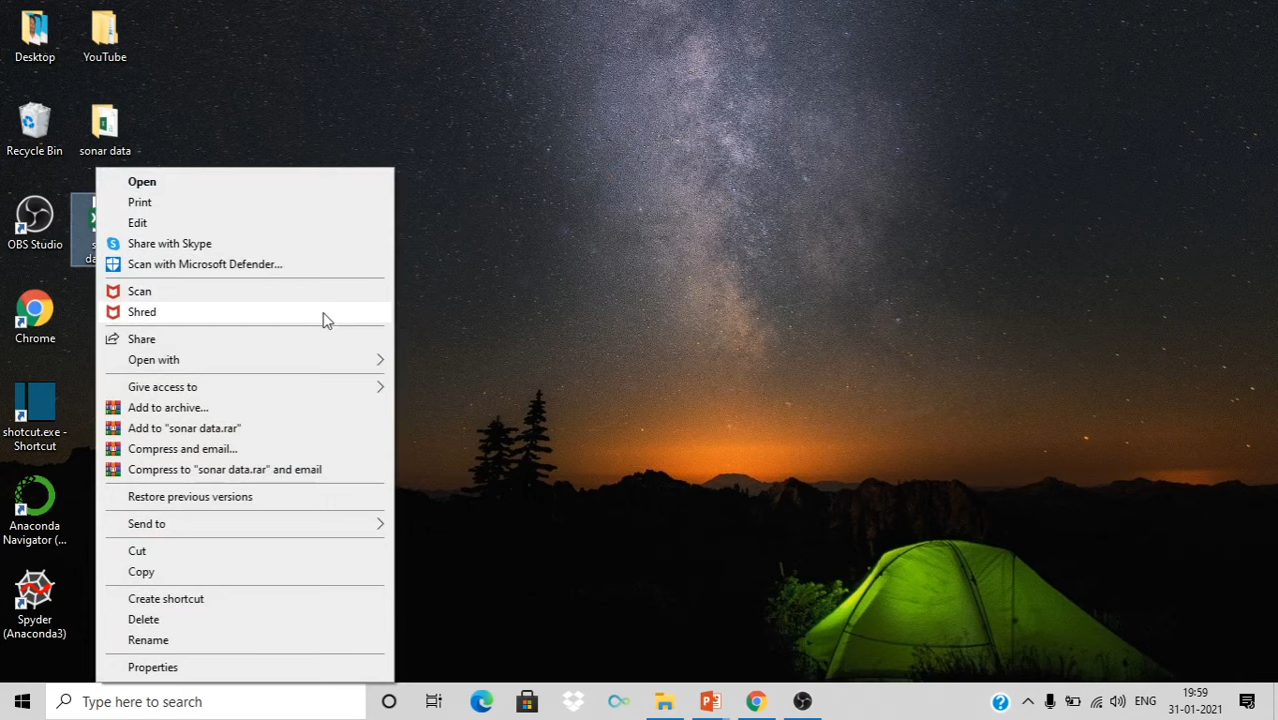 Desktop
YouTube
Recycle Bin
sonar data
OBS Studio
Chrome
shotcut.exe -
Shortcut
Anaconda
Navigator (...
Spyder
(Anaconda3)
Open
Print
Edit
Share with Skype
Scan with Microsoft Defender...
Scan
Shred
Share
Open with
Give access to
Add to archive...
Add to "sonar data.rar"
Compress and email...
Compress to "sonar data.rar" and email
Restore previous versions
Send to
Cut
Copy
Create shortcut
Delete
Rename
Properties
Type here to search
ENG
19:59
31-01-2021